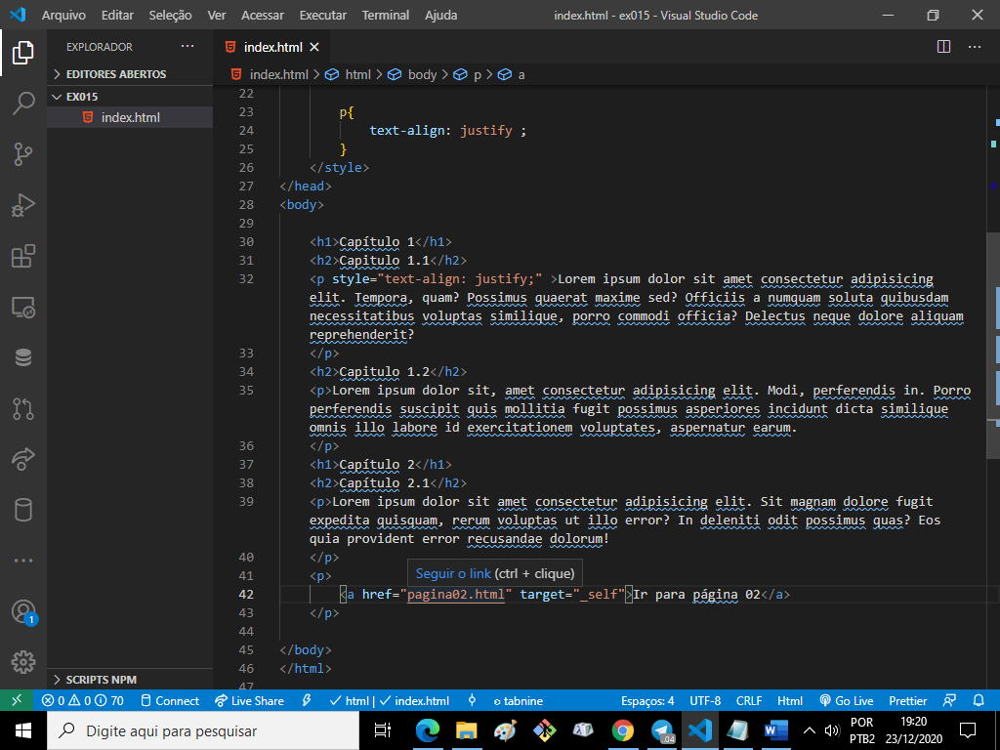 Arquivo Editar Seleção Ver Acessar Executar Terminal Ajuda index.html - ex015 - Visual Studio Code
EXPLORADOR ··· index.html
EDITORES ABERTOS
EX015
index.html
index.html > html > body > p > a
22
23 p{
24 text-align: justify ;
25 }
26 </style>
27 </head>
28 <body>
29
30 <h1>Capítulo 1</h1>
31 <h2>Capitulo 1.1</h2>
32 <p style="text-align: justify;" >Lorem ipsum dolor sit amet consectetur adipisicing
elit. Tempora, quam? Possimus quaerat maxime sed? Officiis a numquam soluta quibusdam
necessitatibus voluptas similique, porro commodi officia? Delectus neque dolore aliquam
reprehenderit?
33 </p>
34 <h2>Capitulo 1.2</h2>
35 <p>Lorem ipsum dolor sit, amet consectetur adipisicing elit. Modi, perferendis in. Porro
perferendis suscipit quis mollitia fugit possimus asperiores incidunt dicta similique
omnis illo labore id exercitationem voluptates, aspernatur earum.
36 </p>
37 <h1>Capítulo 2</h1>
38 <h2>Capítulo 2.1</h2>
39 <p>Lorem ipsum dolor sit amet consectetur adipisicing elit. Sit magnam dolore fugit
expedita quisquam, rerum voluptas ut illo error? In deleniti odit possimus quas? Eos
quia provident error recusandae dolorum!
40 </p>
41 <p>
Seguir o link (ctrl + clique)
42 <a href="pagina02.html" target="_self">Ir para página 02</a>
43 </p>
44
45 </body>
46 </html>
47
1
SCRIPTS NPM
0 0 70 Connect Live Share html | index.html tabnine Espaços: 4 UTF-8 CRLF Html Go Live Prettier
Digite aqui para pesquisar
.04
POR
PTB2
19:20
23/12/2020